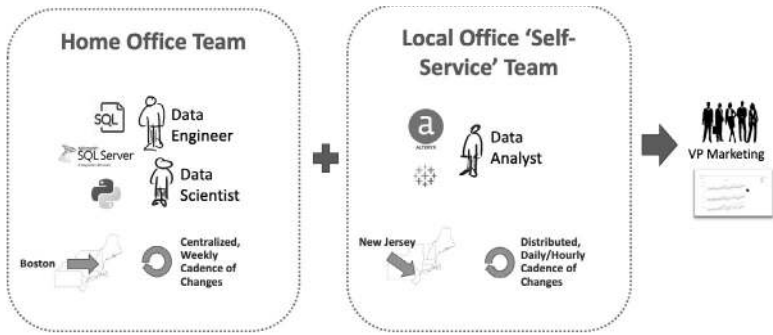 Home Office Team
SQL
Data
Engineer
SQL Server
Data
Scientist
Boston
Centralized,
Weekly
Cadence of
Changes
Local Office ‘Self-
Service’ Team
a
ALTERYX
Data
Analyst
New Jersey
Distributed,
Daily/Hourly
Cadence of
Changes
VP Marketing